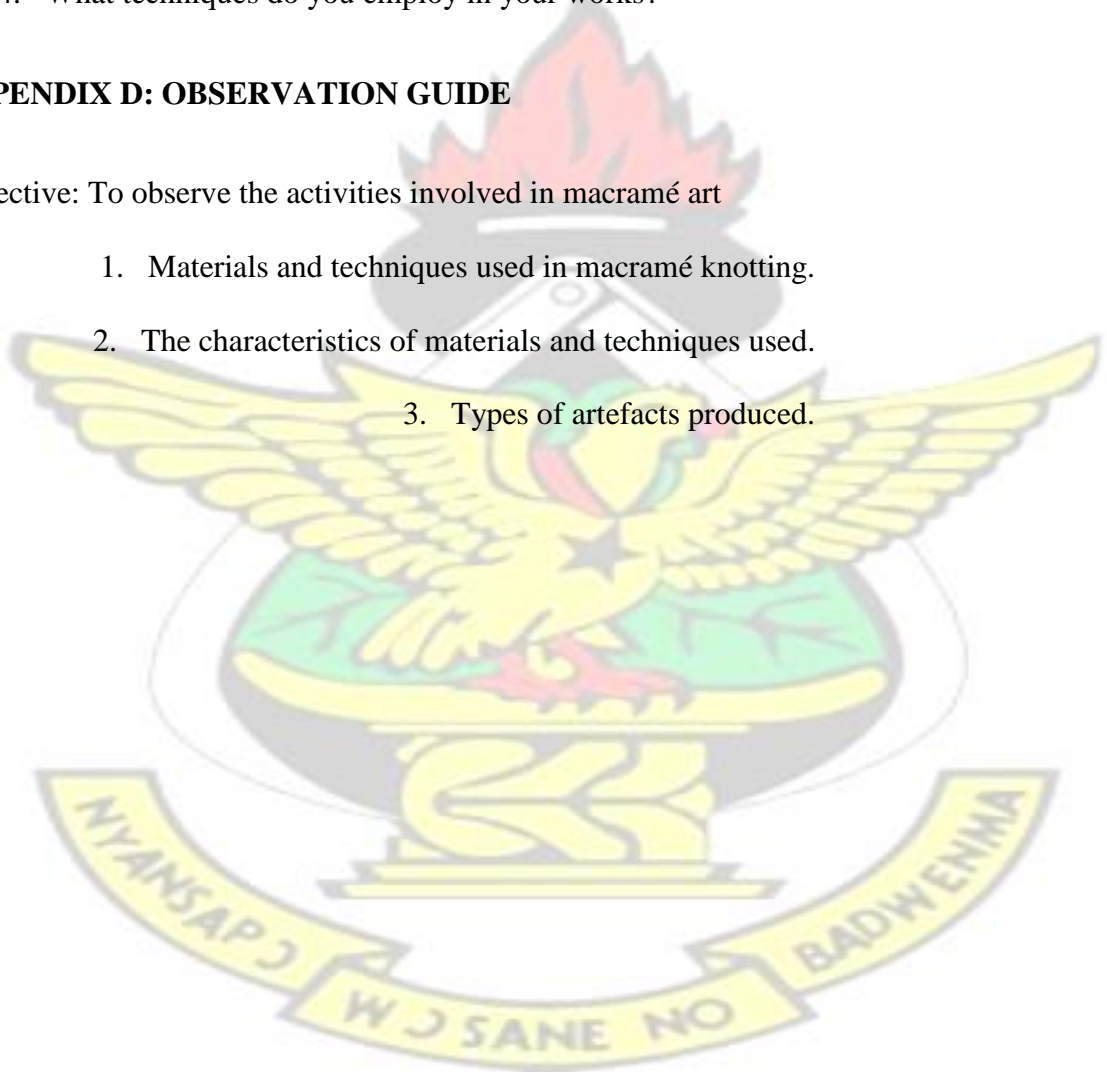 What techniques do you employ in your works?
PENDIX D: OBSERVATION GUIDE
ective: To observe the activities involved in macramé art
1. Materials and techniques used in macramé knotting.
2. The characteristics of materials and techniques used.
3. Types of artefacts produced.
NYANSAPƆ
WƆSANE NO
BADWENMA